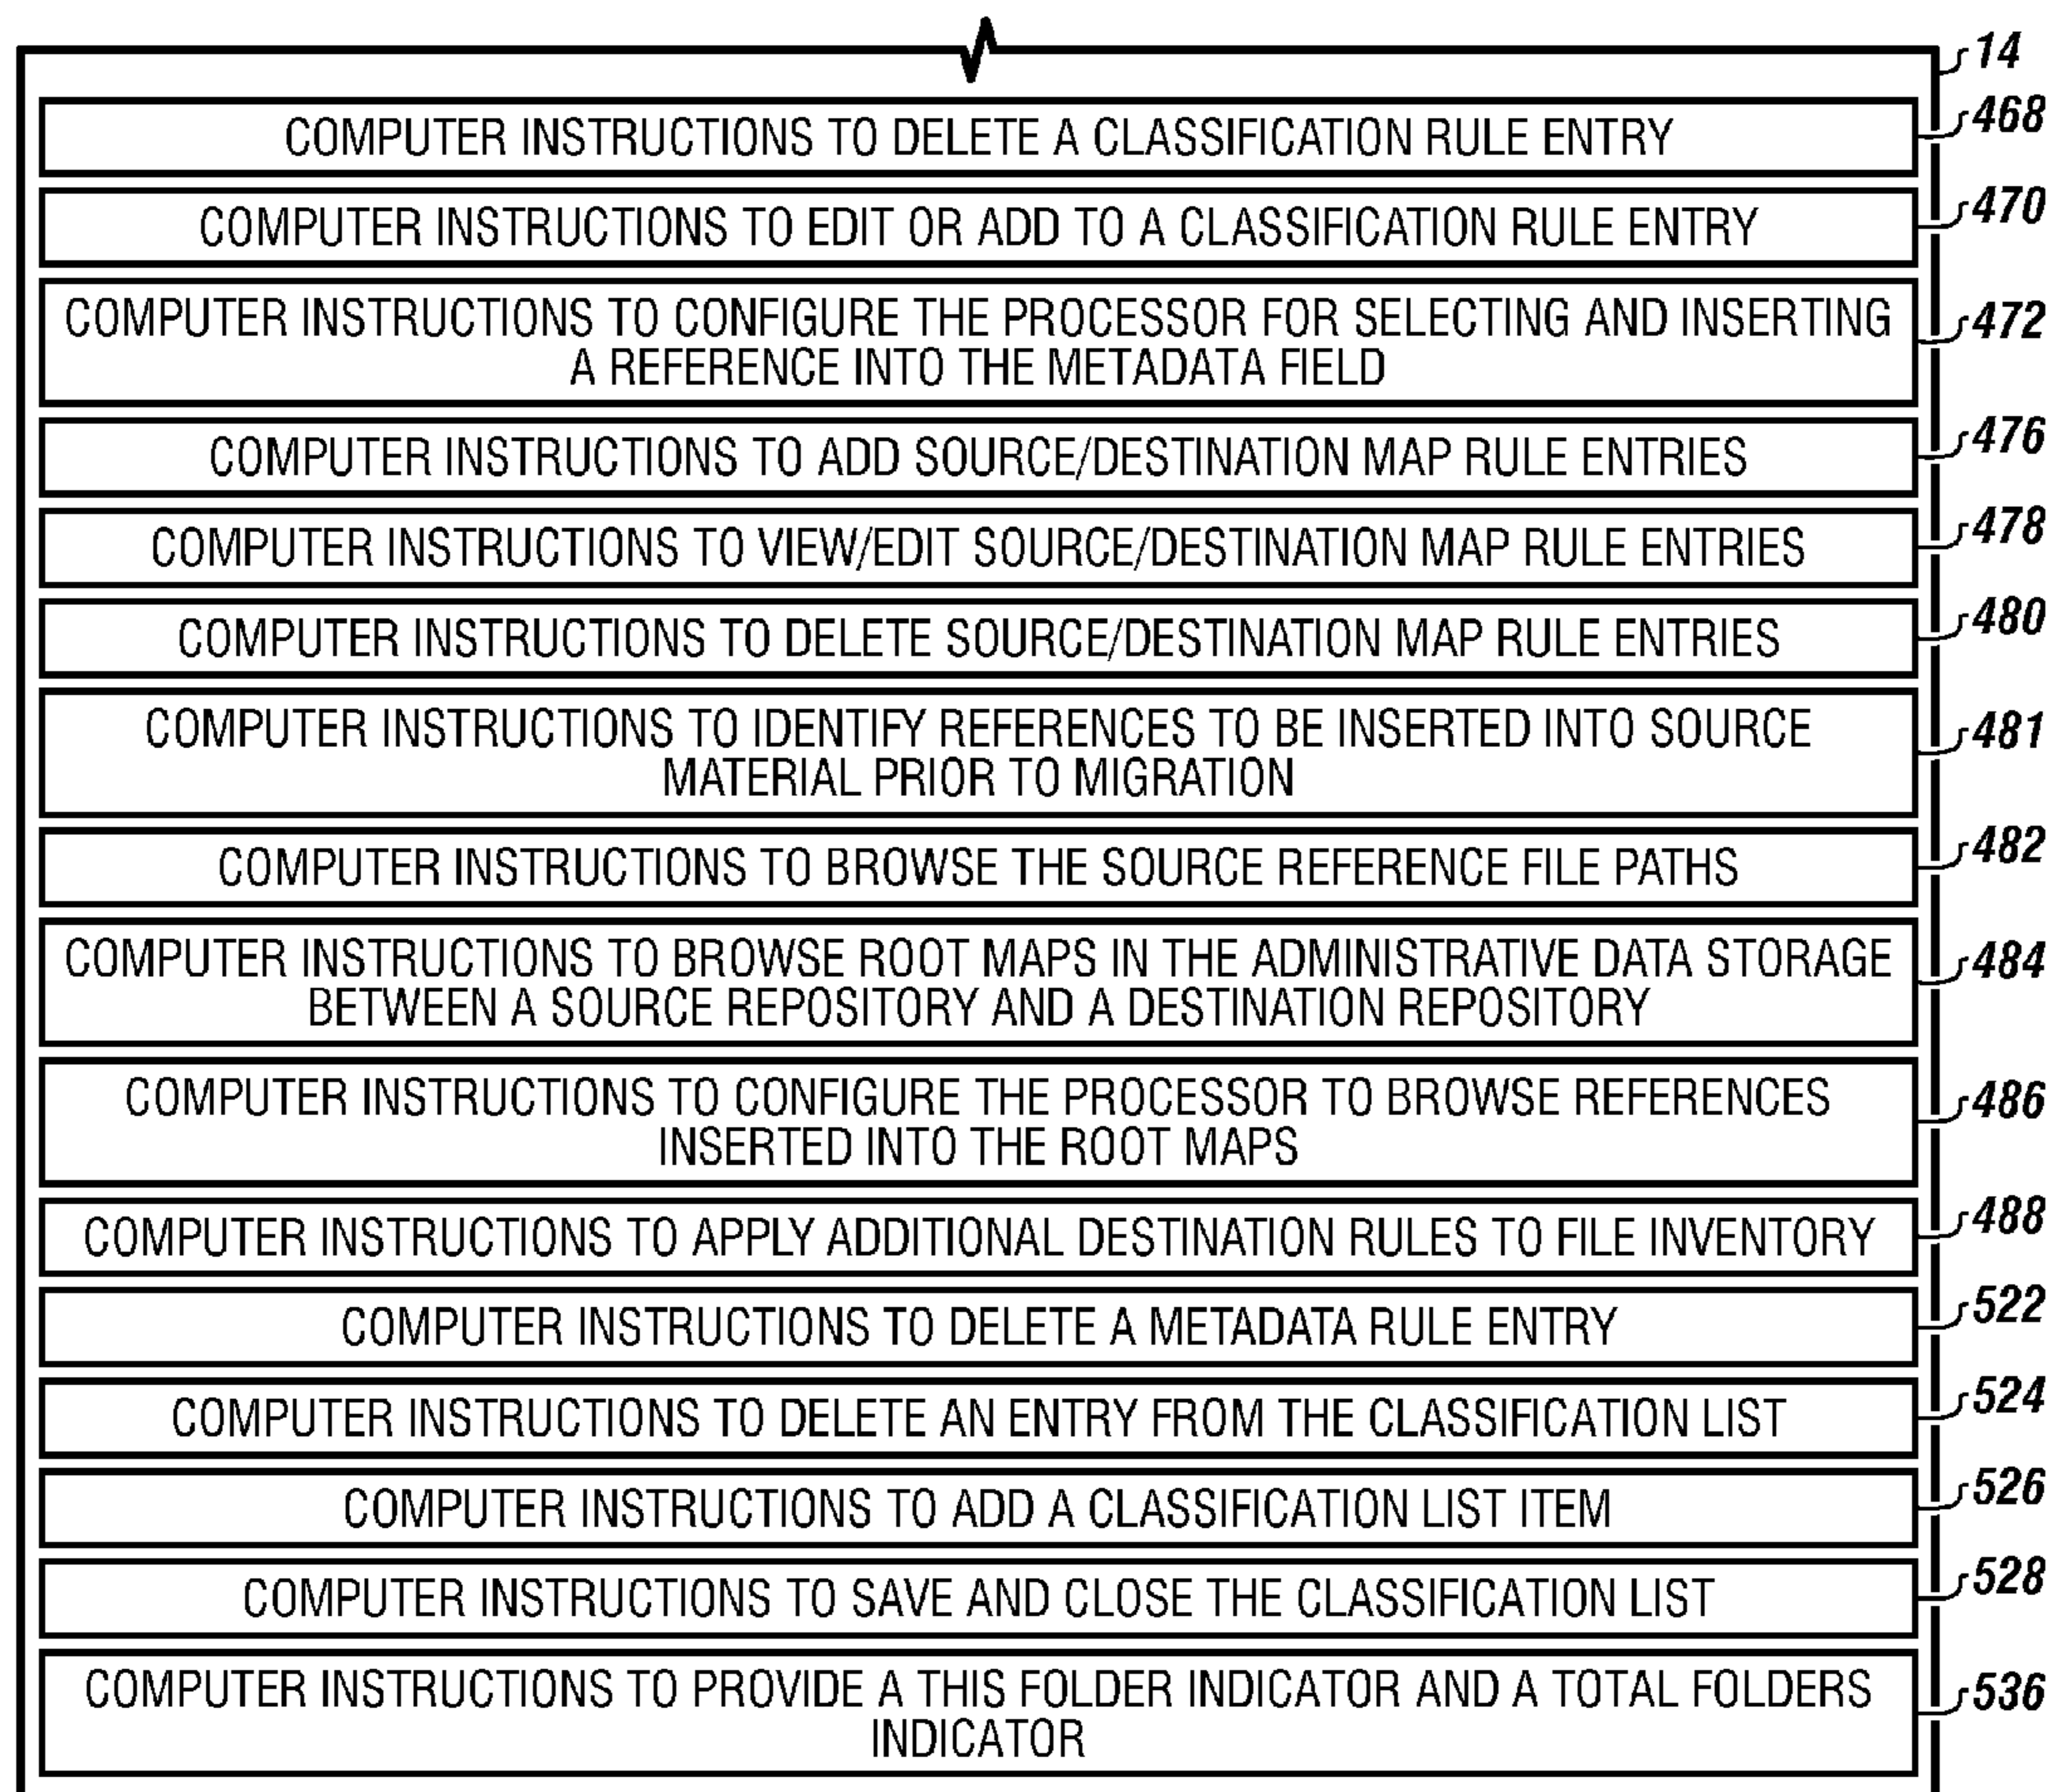 14
COMPUTER INSTRUCTIONS TO DELETE A CLASSIFICATION RULE ENTRY
468
COMPUTER INSTRUCTIONS TO EDIT OR ADD TO A CLASSIFICATION RULE ENTRY
470
COMPUTER INSTRUCTIONS TO CONFIGURE THE PROCESSOR FOR SELECTING AND INSERTING
A REFERENCE INTO THE METADATA FIELD
472
COMPUTER INSTRUCTIONS TO ADD SOURCE/DESTINATION MAP RULE ENTRIES
476
COMPUTER INSTRUCTIONS TO VIEW/EDIT SOURCE/DESTINATION MAP RULE ENTRIES
478
COMPUTER INSTRUCTIONS TO DELETE SOURCE/DESTINATION MAP RULE ENTRIES
480
COMPUTER INSTRUCTIONS TO IDENTIFY REFERENCES TO BE INSERTED INTO SOURCE
MATERIAL PRIOR TO MIGRATION
481
COMPUTER INSTRUCTIONS TO BROWSE THE SOURCE REFERENCE FILE PATHS
482
COMPUTER INSTRUCTIONS TO BROWSE ROOT MAPS IN THE ADMINISTRATIVE DATA STORAGE
BETWEEN A SOURCE REPOSITORY AND A DESTINATION REPOSITORY
484
COMPUTER INSTRUCTIONS TO CONFIGURE THE PROCESSOR TO BROWSE REFERENCES
INSERTED INTO THE ROOT MAPS
486
COMPUTER INSTRUCTIONS TO APPLY ADDITIONAL DESTINATION RULES TO FILE INVENTORY
488
COMPUTER INSTRUCTIONS TO DELETE A METADATA RULE ENTRY
522
COMPUTER INSTRUCTIONS TO DELETE AN ENTRY FROM THE CLASSIFICATION LIST
524
COMPUTER INSTRUCTIONS TO ADD A CLASSIFICATION LIST ITEM
526
COMPUTER INSTRUCTIONS TO SAVE AND CLOSE THE CLASSIFICATION LIST
528
COMPUTER INSTRUCTIONS TO PROVIDE A THIS FOLDER INDICATOR AND A TOTAL FOLDERS
INDICATOR
536